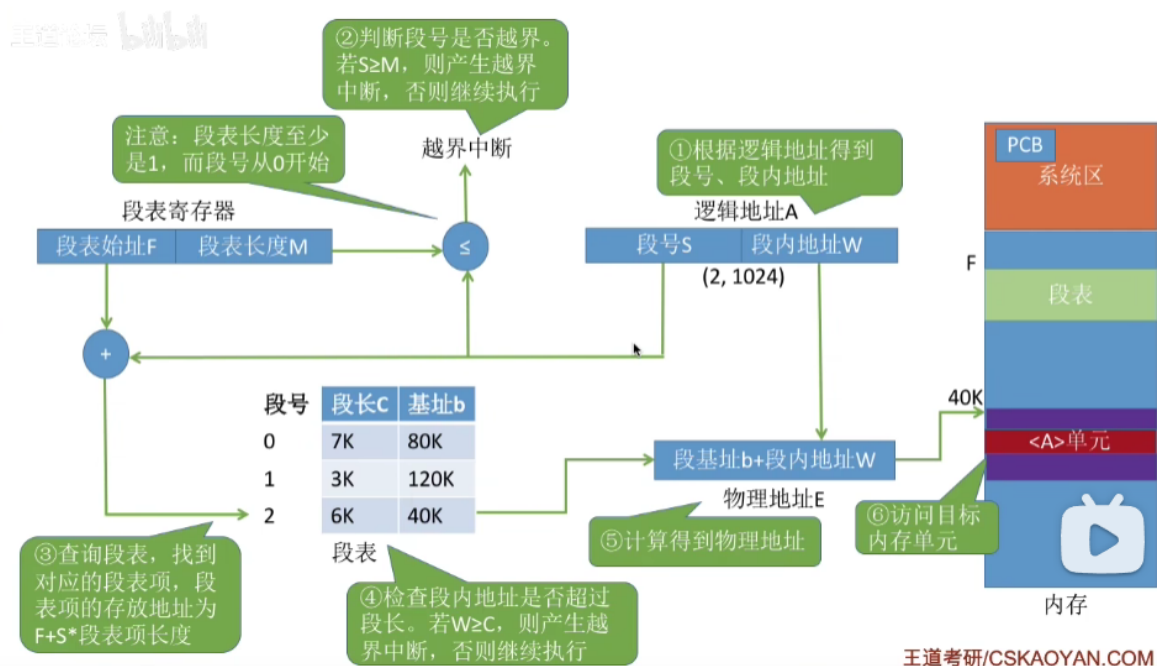 王道论坛 bilibili
②判断段号是否越界。
若S≥M，则产生越界
中断，否则继续执行
注意：段表长度至少
是1，而段号从0开始
越界中断
①根据逻辑地址得到
段号、段内地址
PCB
系统区
段表寄存器
逻辑地址A
段表始址F 段表长度M
≤
段号S 段内地址W
(2, 1024)
F
段表
+
段号 段长C 基址b
0 7K 80K
1 3K 120K
2 6K 40K
段表
40K
<A>单元
段基址b+段内地址W
物理地址E
⑤计算得到物理地址
⑥访问目标
内存单元
③查询段表，找到
对应的段表项，段
表项的存放地址为
F+S*段表项长度
④检查段内地址是否超过
段长。若W≥C，则产生越
界中断，否则继续执行
内存
王道考研/CSKAOYAN.COM